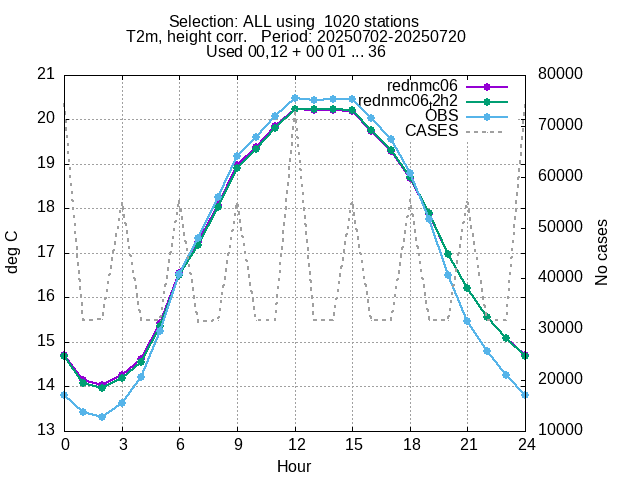 Selection: ALL using  1020 stations
T2m, height corr.   Period: 20250702-20250720
Used 00,12 + 00 01 ... 36
21
20
19
18
17
16
15
14
13
80000
70000
60000
50000
40000
30000
20000
10000
rednmc06
rednmc06,2h2
OBS
CASES
deg C
No cases
0 3 6 9 12 15 18 21 24
Hour